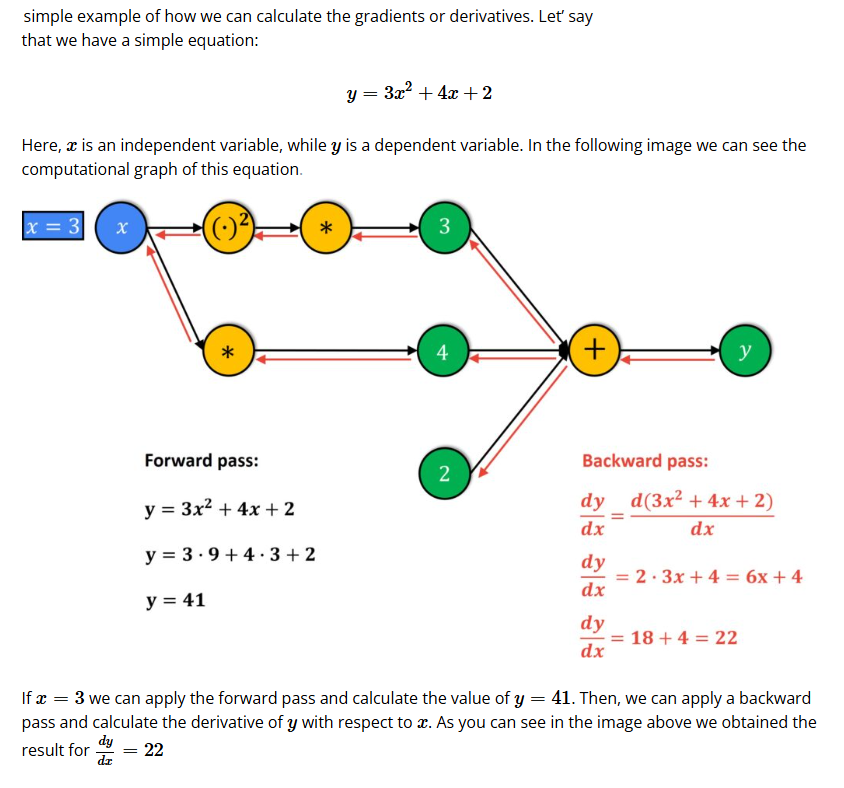 simple example of how we can calculate the gradients or derivatives. Let' say
that we have a simple equation:
y = 3x² + 4x + 2
Here, x is an independent variable, while y is a dependent variable. In the following image we can see the
computational graph of this equation.
x = 3 x (·)² * 3
* 4 + y
2
Forward pass:
y = 3x² + 4x + 2
y = 3 · 9 + 4 · 3 + 2
y = 41
Backward pass:
dy/dx = d(3x² + 4x + 2)/dx
dy/dx = 2 · 3x + 4 = 6x + 4
dy/dx = 18 + 4 = 22
If x = 3 we can apply the forward pass and calculate the value of y = 41. Then, we can apply a backward
pass and calculate the derivative of y with respect to x. As you can see in the image above we obtained the
result for dy/dx = 22